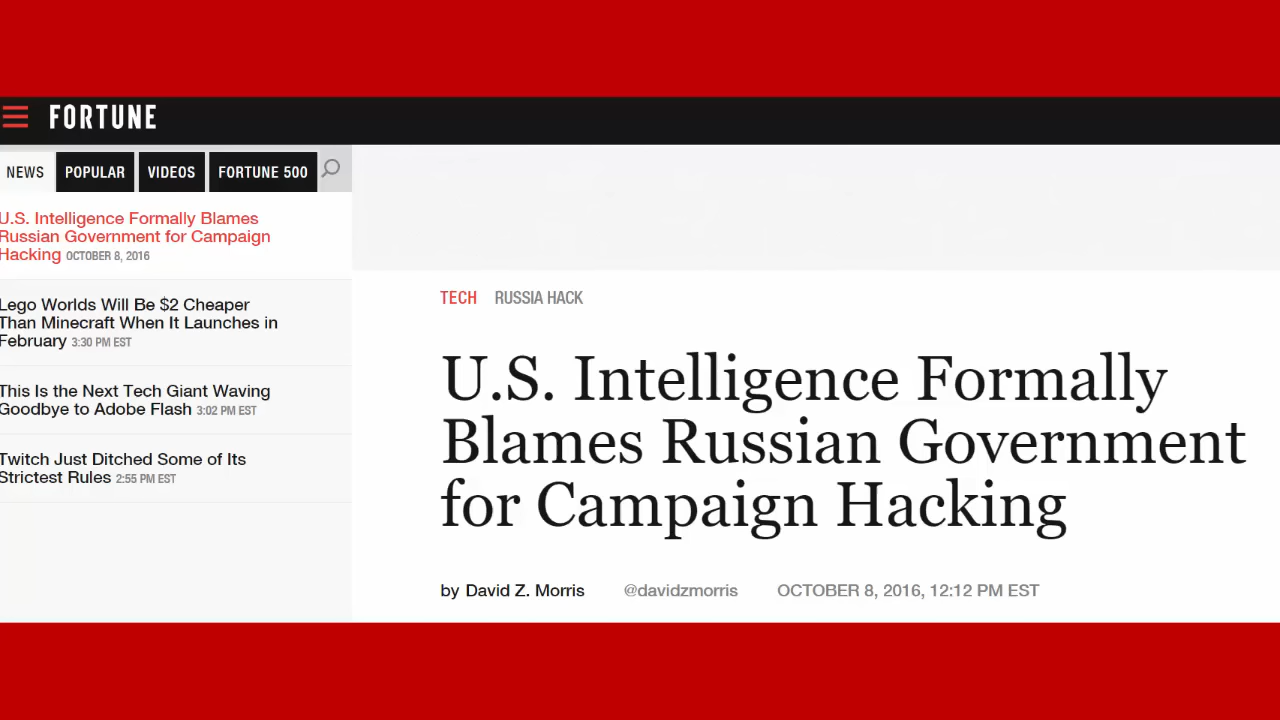 FORTUNE
NEWS POPULAR VIDEOS FORTUNE 500
U.S. Intelligence Formally Blames
Russian Government for Campaign
Hacking OCTOBER 8, 2016
Lego Worlds Will Be $2 Cheaper
Than Minecraft When It Launches in
February 3:30 PM EST
This Is the Next Tech Giant Waving
Goodbye to Adobe Flash 3:02 PM EST
Twitch Just Ditched Some of Its
Strictest Rules 2:55 PM EST
TECH RUSSIA HACK
U.S. Intelligence Formally
Blames Russian Government
for Campaign Hacking
by David Z. Morris @davidzmorris OCTOBER 8, 2016, 12:12 PM EST